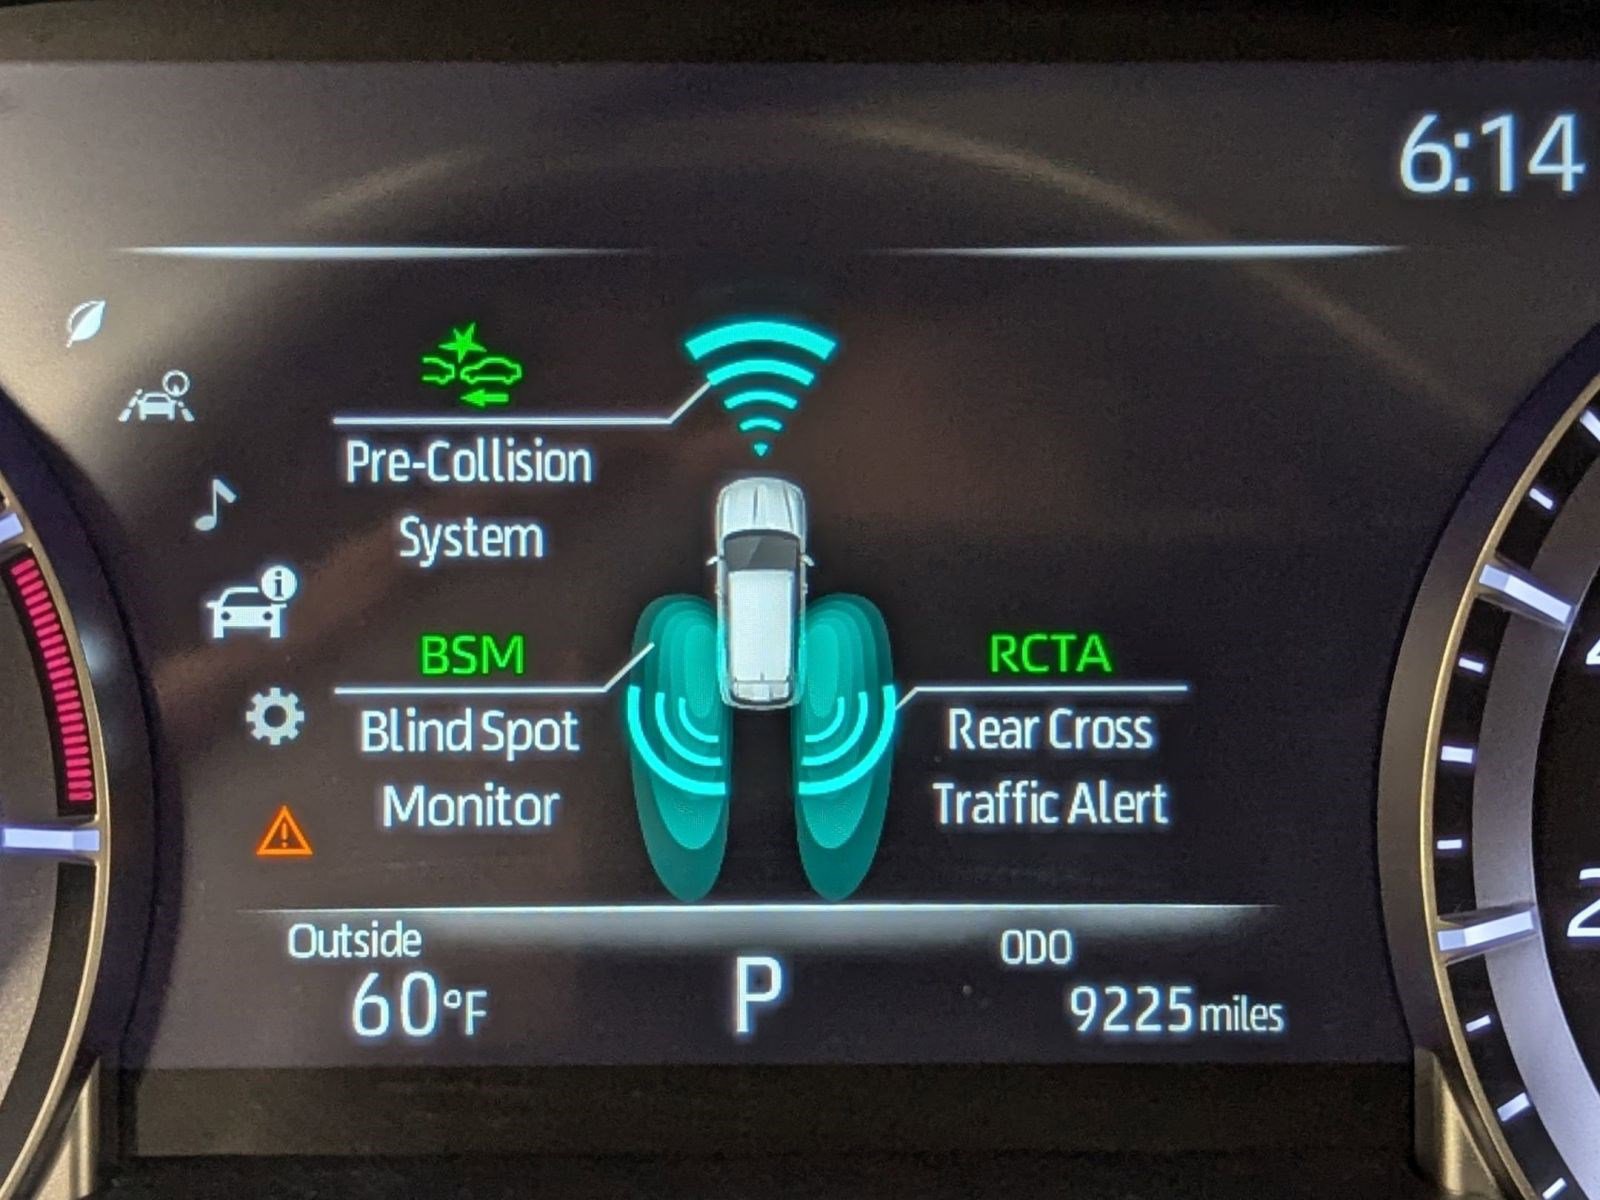 6:14
Pre-Collision
System
BSM
Blind Spot
Monitor
RCTA
Rear Cross
Traffic Alert
Outside
60°F
P
ODO
9225 miles
2